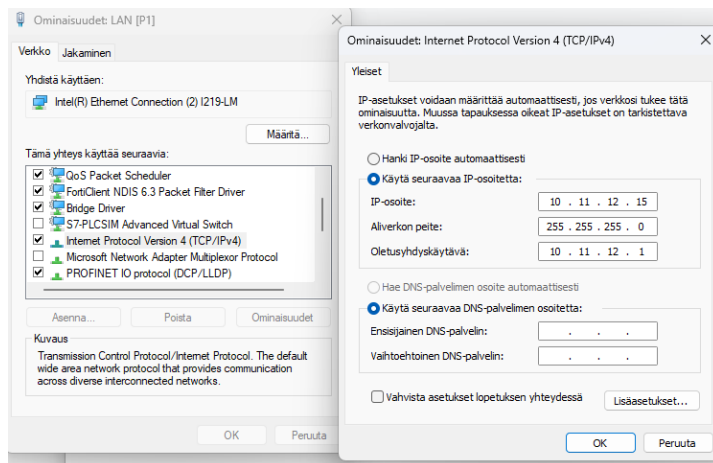 Ominaisuudet: LAN [P1]
Verkko
Jakaminen
Yhdistä käyttäen:
Intel(R) Ethernet Connection (2) I219-LM
Määritä...
Tämä yhteys käyttää seuraavia:
QoS Packet Scheduler
FortiClient NDIS 6.3 Packet Filter Driver
Bridge Driver
S7-PLCSIM Advanced Virtual Switch
Internet Protocol Version 4 (TCP/IPv4)
Microsoft Network Adapter Multiplexor Protocol
PROFINET IO protocol (DCP/LLDP)
Asenna...
Poista
Ominaisuudet
Kuvaus
Transmission Control Protocol/Internet Protocol. The default
wide area network protocol that provides communication
across diverse interconnected networks.
OK
Peruuta
Ominaisuudet: Internet Protocol Version 4 (TCP/IPv4)
Yleiset
IP-asetukset voidaan määrittää automaattisesti, jos verkkosi tukee tätä
ominaisuutta. Muussa tapauksessa oikeat IP-asetukset on tarkistettava
verkonvalvojalta.
Hanki IP-osoite automaattisesti
Käytä seuraavaa IP-osoitetta:
IP-osoite: 10 . 11 . 12 . 15
Aliverkon peite: 255 . 255 . 255 . 0
Oletusyhdyskäytävä: 10 . 11 . 12 . 1
Hae DNS-palvelimen osoite automaattisesti
Käytä seuraavaa DNS-palvelimen osoitetta:
Ensisijainen DNS-palvelin: . . .
Vaihtoehtoinen DNS-palvelin: . . .
Vahvista asetukset lopetuksen yhteydessä
Lisäasetukset...
OK
Peruuta